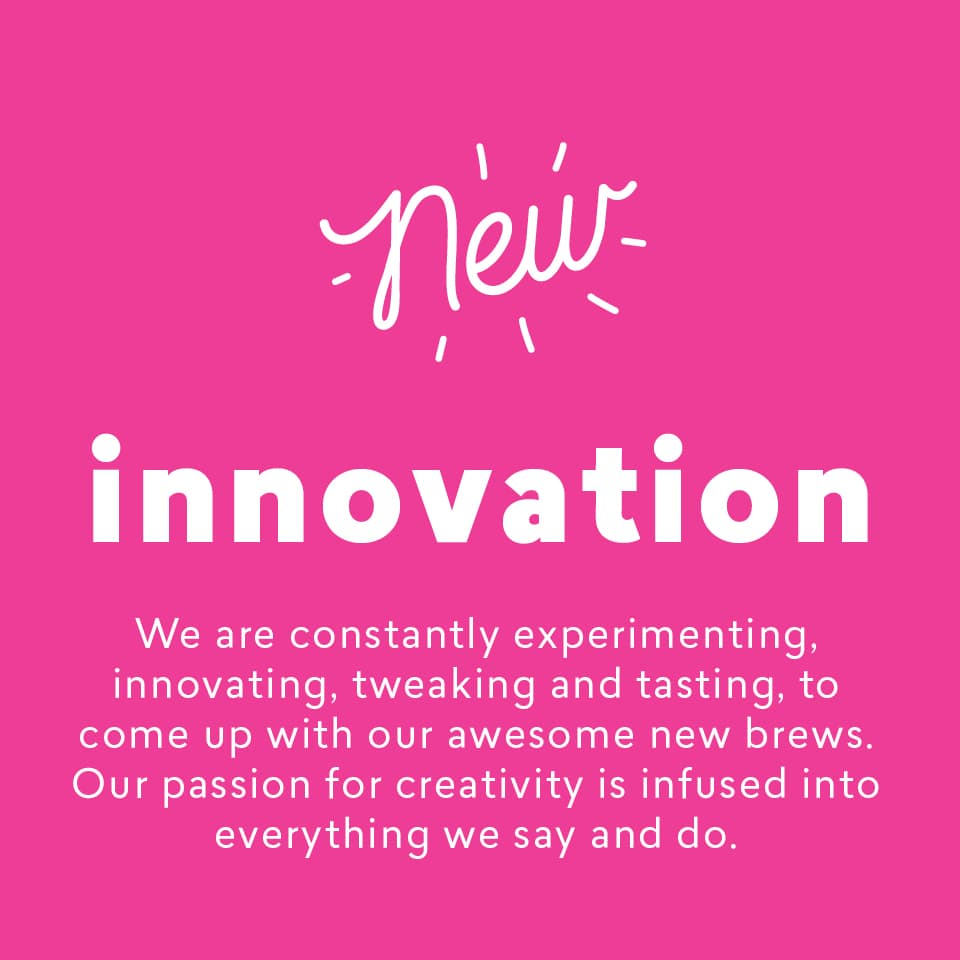 new
innovation
We are constantly experimenting,
innovating, tweaking and tasting, to
come up with our awesome new brews.
Our passion for creativity is infused into
everything we say and do.